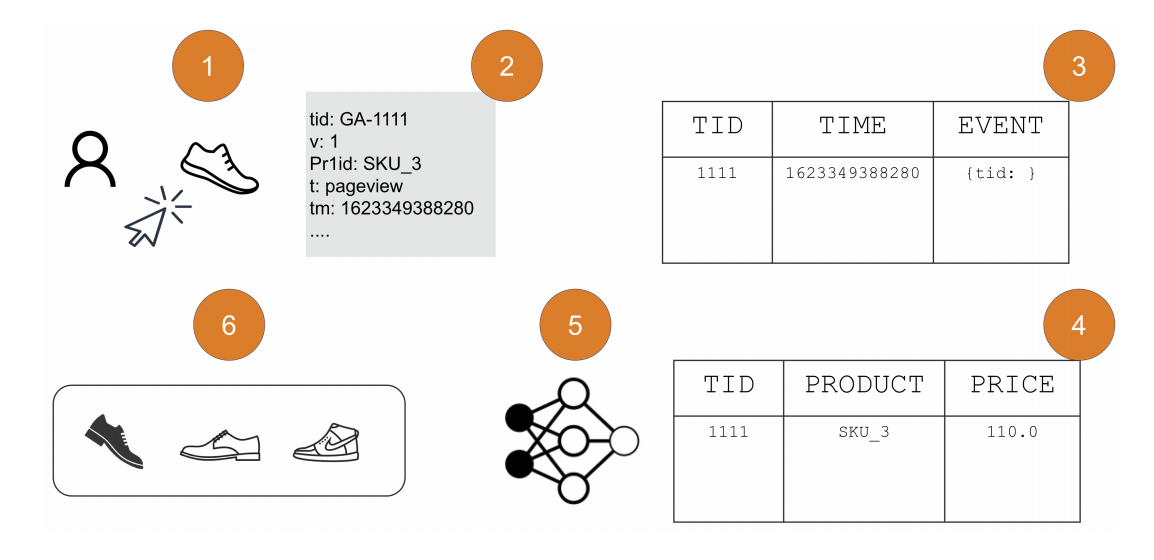 1
2
3
tid: GA-1111
v: 1
Pr1id: SKU_3
t: pageview
tm: 1623349388280
....
TID TIME EVENT
1111 1623349388280 {tid: }
6
5
4
TID PRODUCT PRICE
1111 SKU_3 110.0